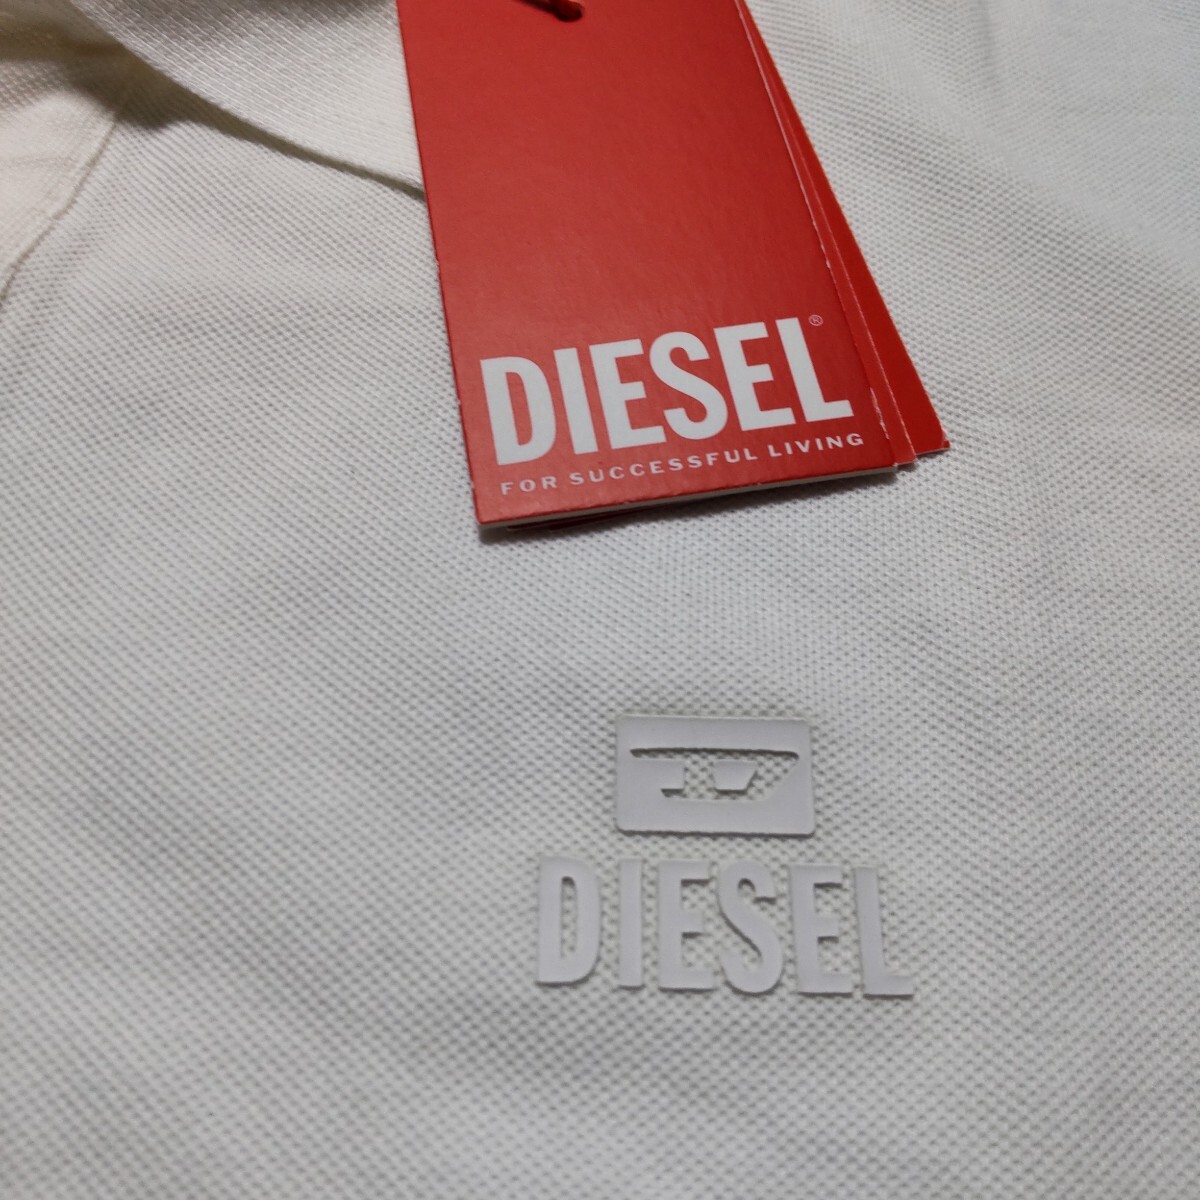 DIESEL®
FOR SUCCESSFUL LIVING
D
DIESEL